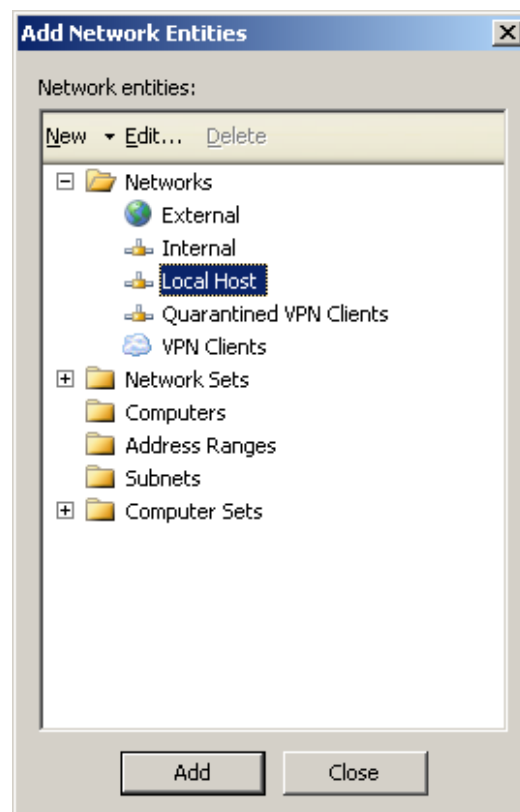 Add Network Entities
Network entities:
New Edit... Delete
Networks
External
Internal
Local Host
Quarantined VPN Clients
VPN Clients
Network Sets
Computers
Address Ranges
Subnets
Computer Sets
Add Close